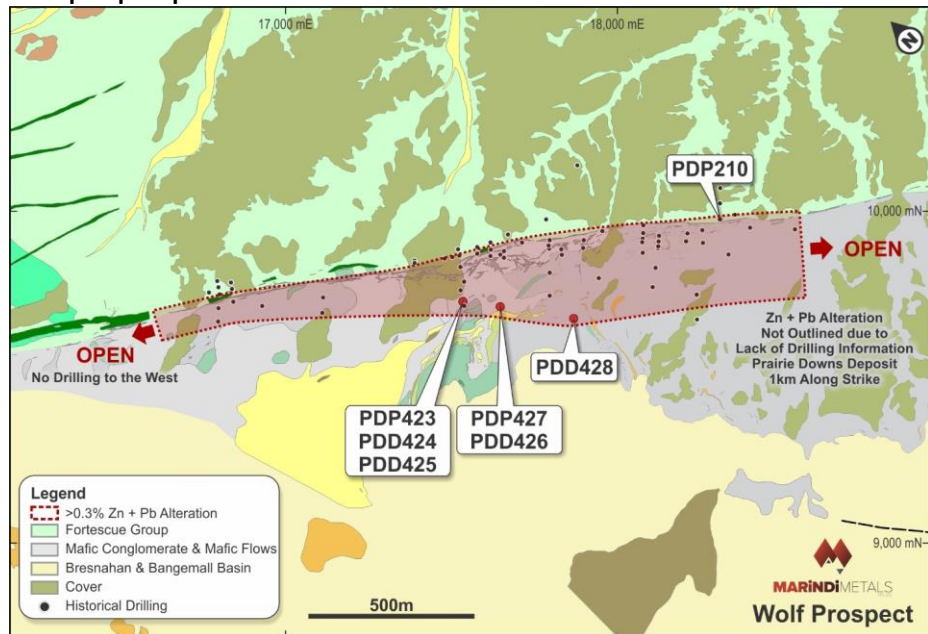 17,000 mE
18,000 mE
N
PDP210
10,000 mN
OPEN
Zn + Pb Alteration
Not Outlined due to
Lack of Drilling Information
Prairie Downs Deposit
1km Along Strike
OPEN
No Drilling to the West
PDD428
PDP423
PDD424
PDD425
PDP427
PDD426
Legend
>0.3% Zn + Pb Alteration
Fortescue Group
Mafic Conglomerate & Mafic Flows
Bresnahan & Bangemall Basin
Cover
Historical Drilling
500m
9,000 mN
MARINDI METALS
Wolf Prospect